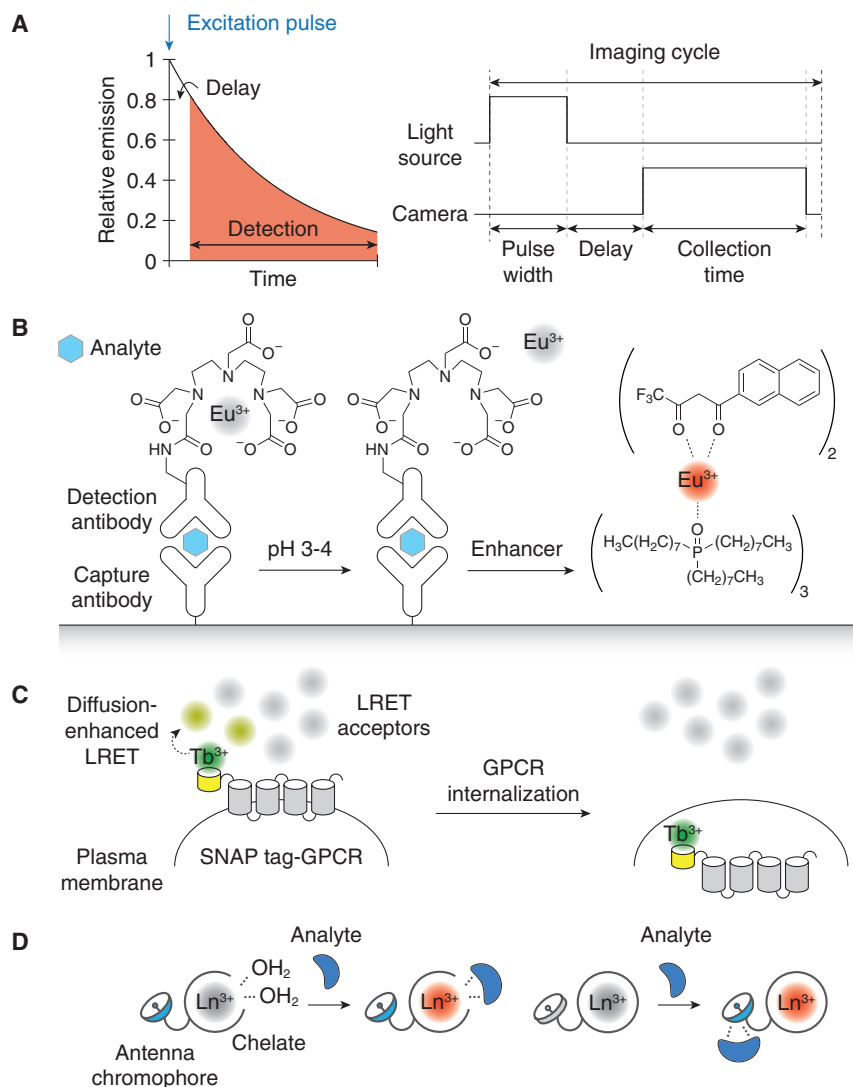 A
Excitation pulse
1
0.8
0.6
0.4
0.2
0
Relative emission
Delay
Detection
Time
Imaging cycle
Light
source
Camera
Pulse
width
Delay
Collection
time
B
Analyte
O
O⁻
N
N
N
O
O⁻
Eu³⁺
O
O⁻
⁻O
O
HN
O
Detection
antibody
Capture
antibody
pH 3-4
O
O⁻
Eu³⁺
N
N
N
O
O⁻
O
O⁻
⁻O
O
HN
O
Enhancer
F₃C
O
O
2
Eu³⁺
O
H₃C(H₂C)₇
P
(CH₂)₇CH₃
(CH₂)₇CH₃
3
C
Diffusion-
enhanced
LRET
LRET
acceptors
Tb³⁺
Plasma
membrane
SNAP tag-GPCR
GPCR
internalization
Tb³⁺
D
Ln³⁺
OH₂
OH₂
Antenna
chromophore
Chelate
Analyte
Ln³⁺
Ln³⁺
Analyte
Ln³⁺